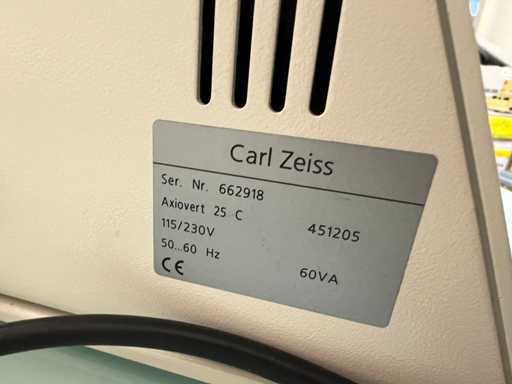 Carl Zeiss
Ser. Nr. 662918
Axiovert 25 C 451205
115/230V
50...60 Hz 60VA
CE